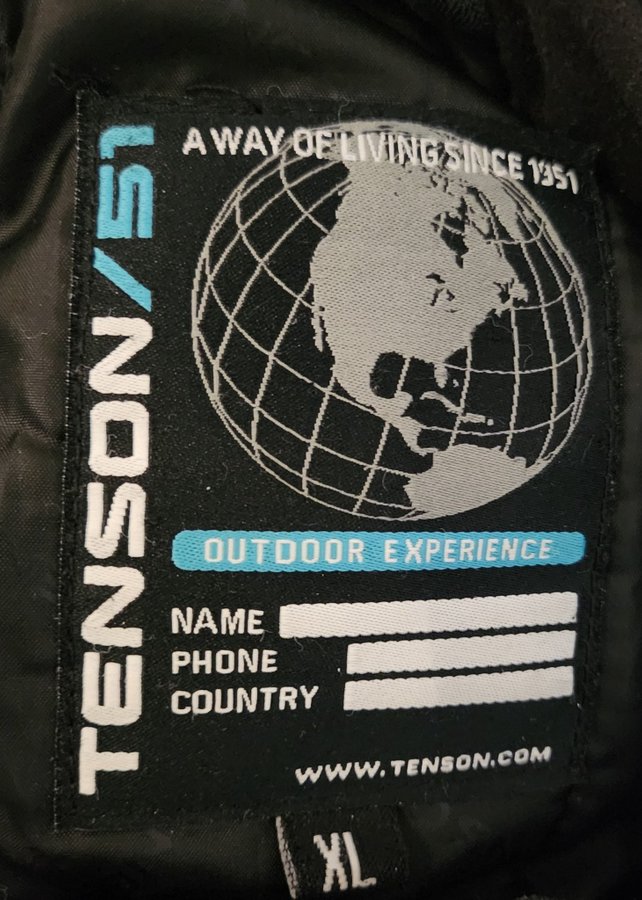 TENSON/51
A WAY OF LIVING SINCE 1951
OUTDOOR EXPERIENCE
NAME
PHONE
COUNTRY
WWW.TENSON.COM
XL